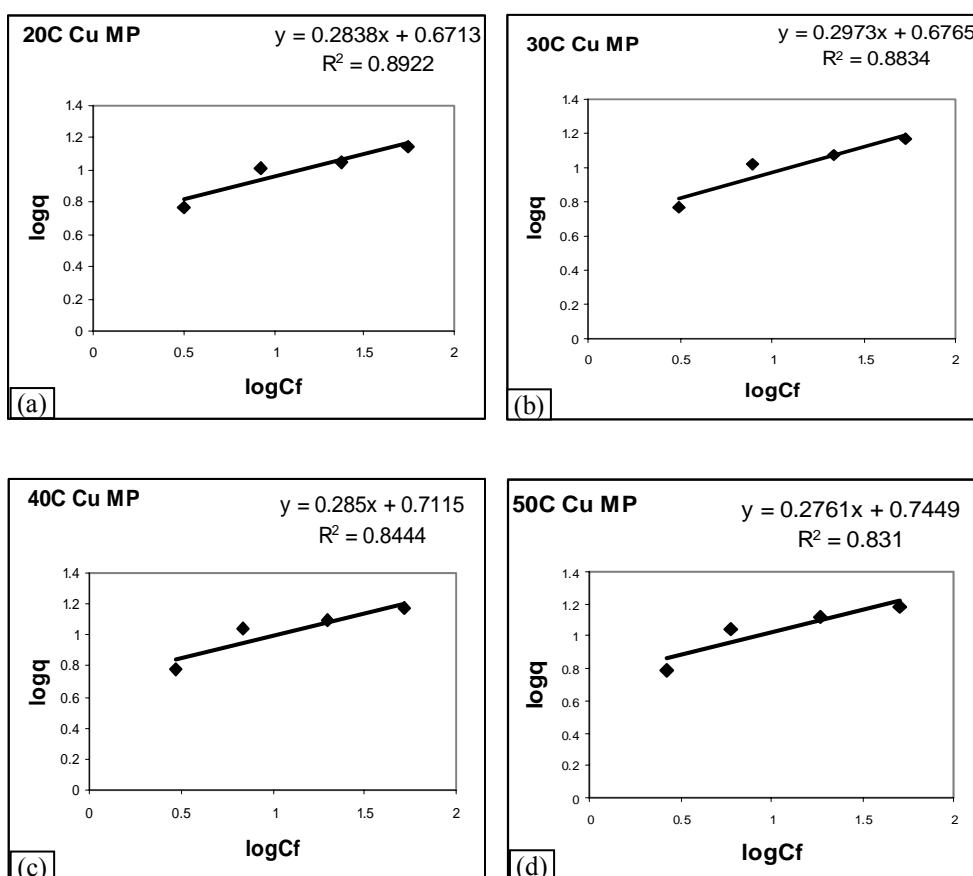 20C Cu MP
y = 0.2838x + 0.6713
R² = 0.8922
1.4
1.2
1
0.8
0.6
0.4
0.2
0
0 0.5 1 1.5 2
logq
logCf
(a)
30C Cu MP
y = 0.2973x + 0.6765
R² = 0.8834
1.4
1.2
1
0.8
0.6
0.4
0.2
0
0 0.5 1 1.5 2
logq
logCf
(b)
40C Cu MP
y = 0.285x + 0.7115
R² = 0.8444
1.4
1.2
1
0.8
0.6
0.4
0.2
0
0 0.5 1 1.5 2
logq
logCf
(c)
50C Cu MP
y = 0.2761x + 0.7449
R² = 0.831
1.4
1.2
1
0.8
0.6
0.4
0.2
0
0 0.5 1 1.5 2
logq
logCf
(d)